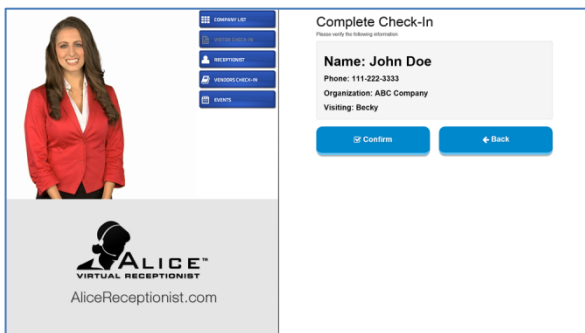 COMPANY LIST
VISITOR CHECK-IN
RECEPTIONIST
VENDORS CHECK-IN
EVENTS
ALICE™
VIRTUAL RECEPTIONIST
AliceReceptionist.com
Complete Check-In
Please verify the following information
Name: John Doe
Phone: 111-222-3333
Organization: ABC Company
Visiting: Becky
Confirm
Back